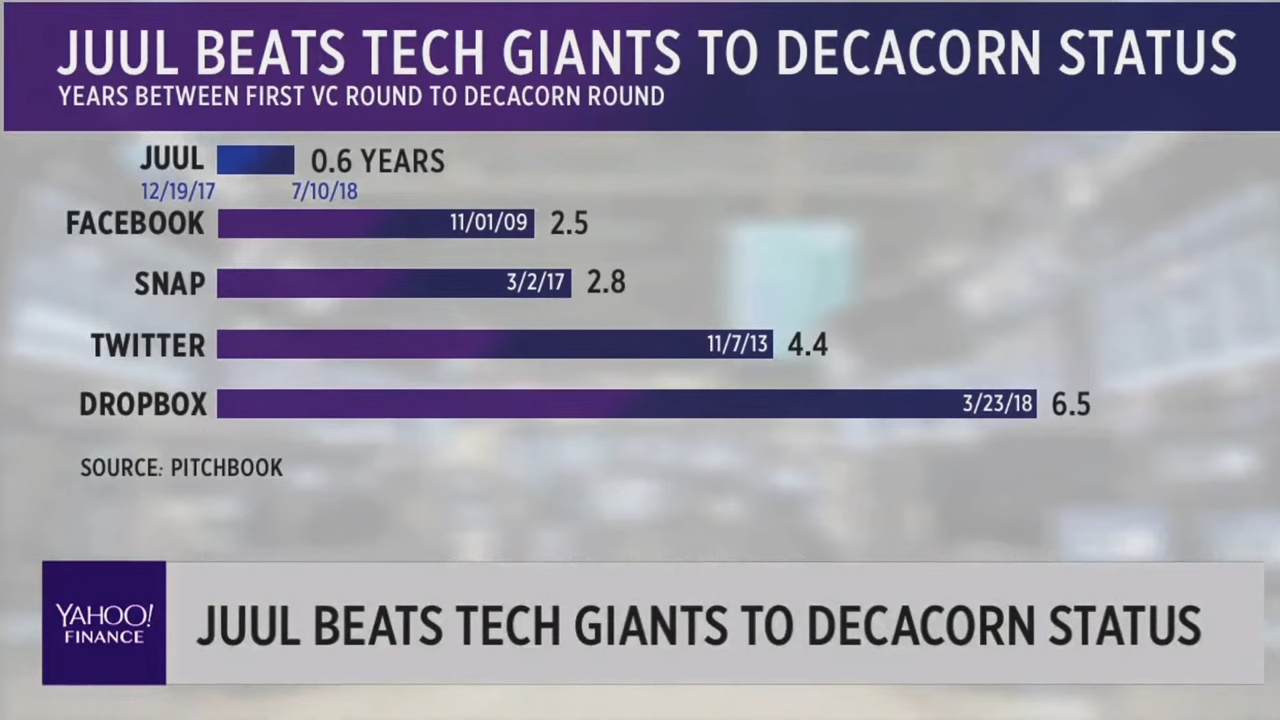 JUUL BEATS TECH GIANTS TO DECACORN STATUS
YEARS BETWEEN FIRST VC ROUND TO DECACORN ROUND
JUUL 0.6 YEARS
12/19/17 7/10/18
FACEBOOK 11/01/09 2.5
SNAP 3/2/17 2.8
TWITTER 11/7/13 4.4
DROPBOX 3/23/18 6.5
SOURCE: PITCHBOOK
YAHOO!
FINANCE
JUUL BEATS TECH GIANTS TO DECACORN STATUS